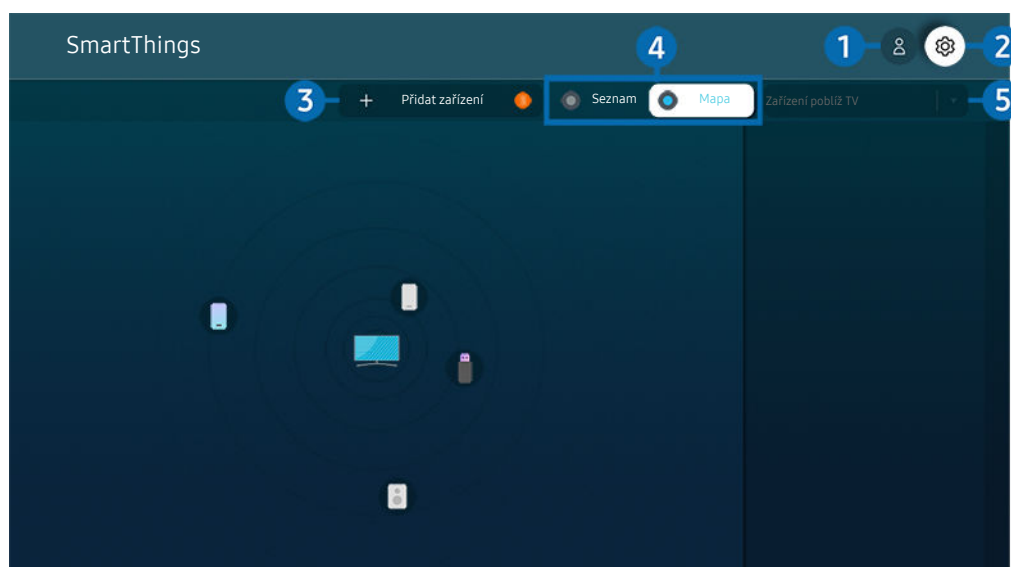 SmartThings
4
1
2
3
Přidat zařízení
Seznam
Mapa
Zařízení poblíž TV
5